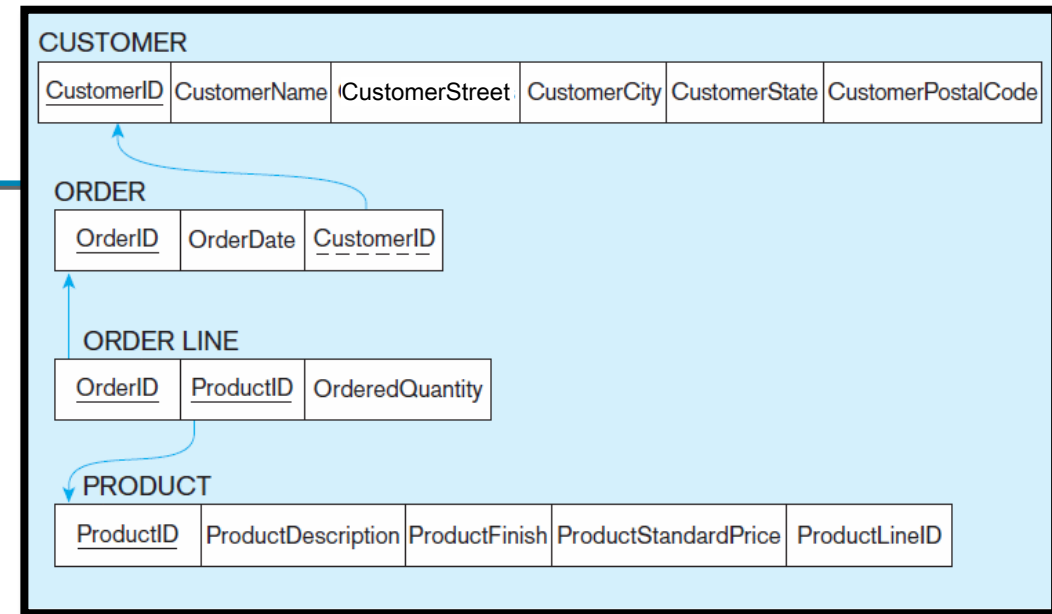 CUSTOMER
CustomerID CustomerName CustomerStreet CustomerCity CustomerState CustomerPostalCode
ORDER
OrderID OrderDate CustomerID
ORDER LINE
OrderID ProductID OrderedQuantity
PRODUCT
ProductID ProductDescription ProductFinish ProductStandardPrice ProductLineID